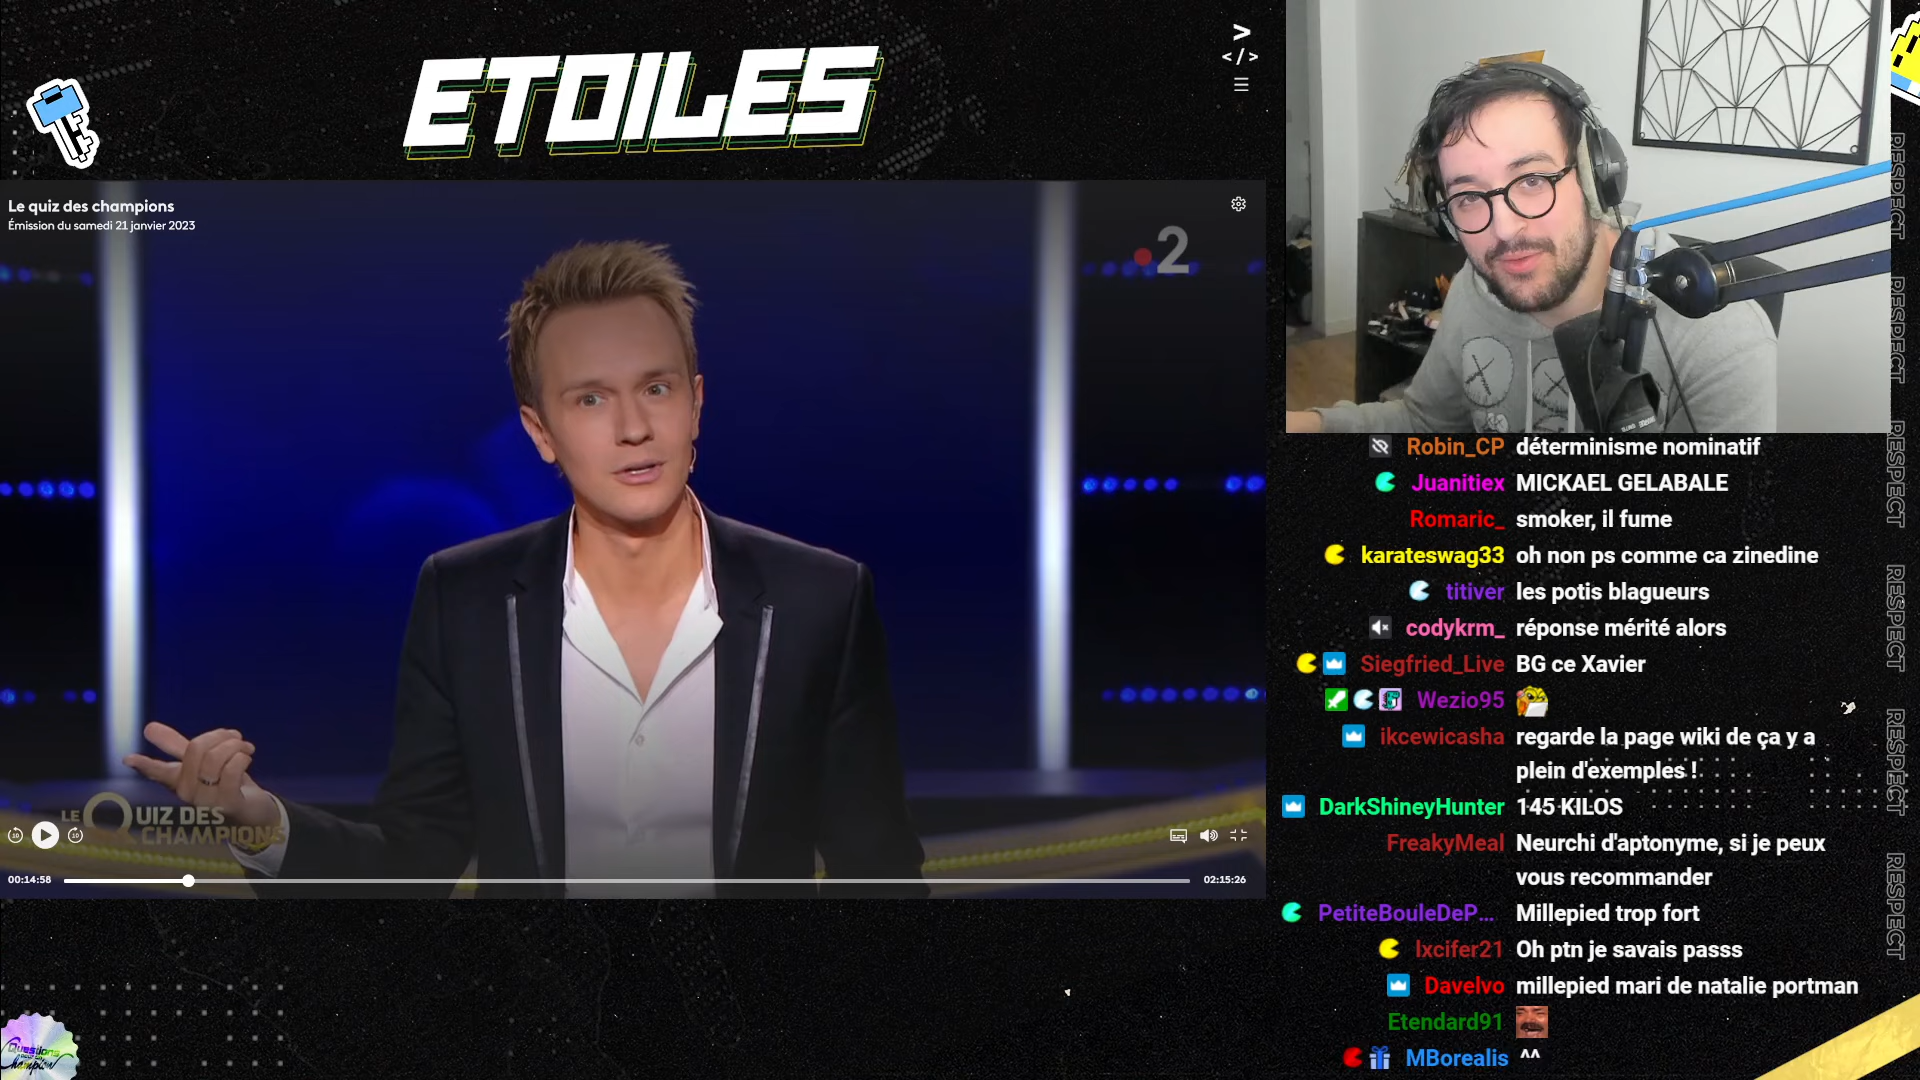 ETOILES
>
</>
Le quiz des champions
Émission du samedi 21 janvier 2023
2
LE QUIZ DES
CHAMPIONS
10
10
00:14:58
02:15:26
Robin_CP déterminisme nominatif
Juanitiex MICKAEL GELABALE
Romaric_ smoker, il fume
karateswag33 oh non ps comme ca zinedine
titiver les potis blagueurs
codykrm_ réponse mérité alors
Siegfried_Live BG ce Xavier
Wezio95
ikcewicasha regarde la page wiki de ça y a
plein d'exemples !
DarkShineyHunter 145 KILOS
FreakyMeal Neurchi d'aptonyme, si je peux
vous recommander
PetiteBouleDeP... Millepied trop fort
lxcifer21 Oh ptn je savais passs
Davelvo millepied mari de natalie portman
Etendard91
MBorealis ^^
RESPECT
RESPECT
RESPECT
RESPECT
RESPECT
RESPECT
Questions
Champion